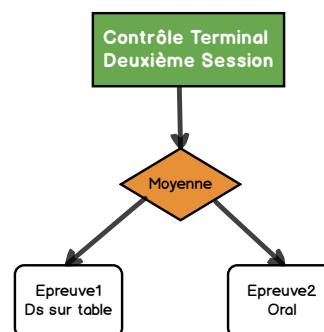 Contrôle Terminal
Deuxième Session
Moyenne
Epreuve1
Ds sur table
Epreuve2
Oral